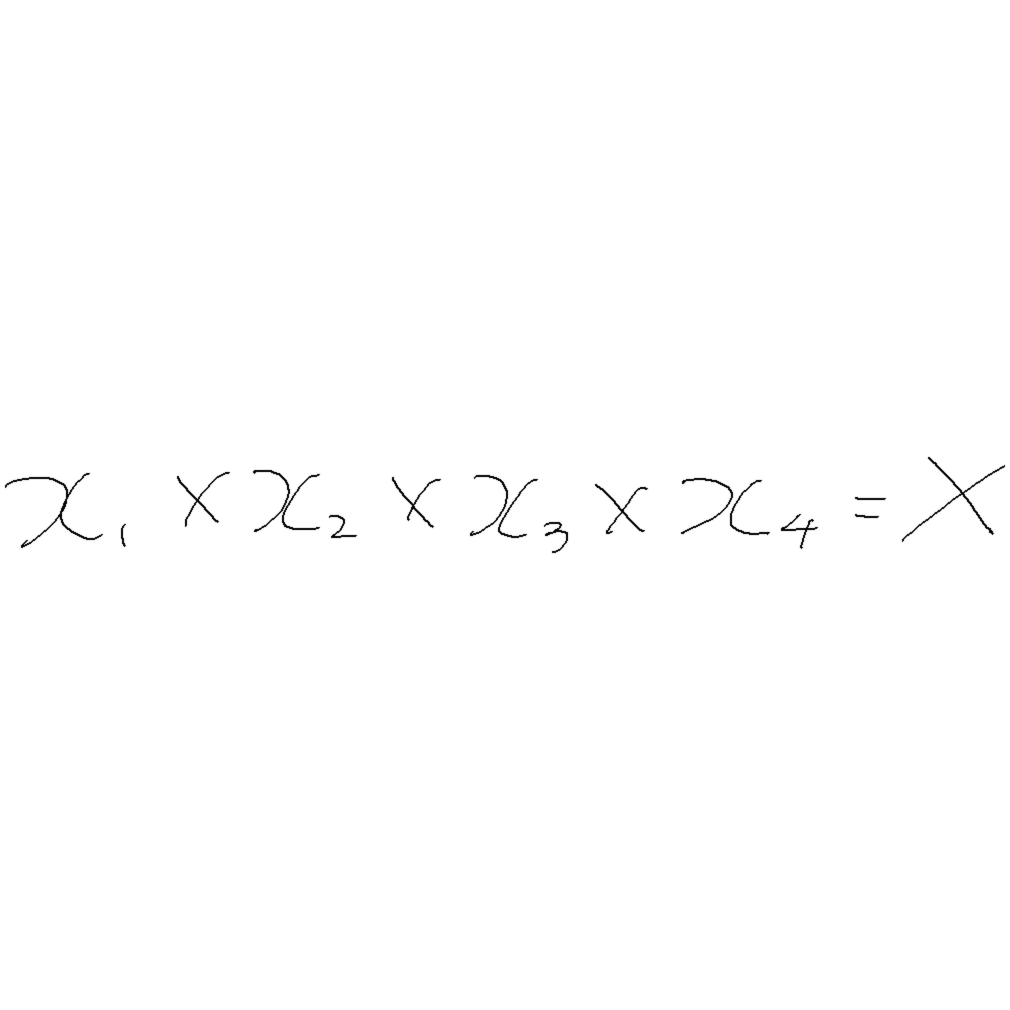 x₁ × x₂ × x₃ × x₄ = X